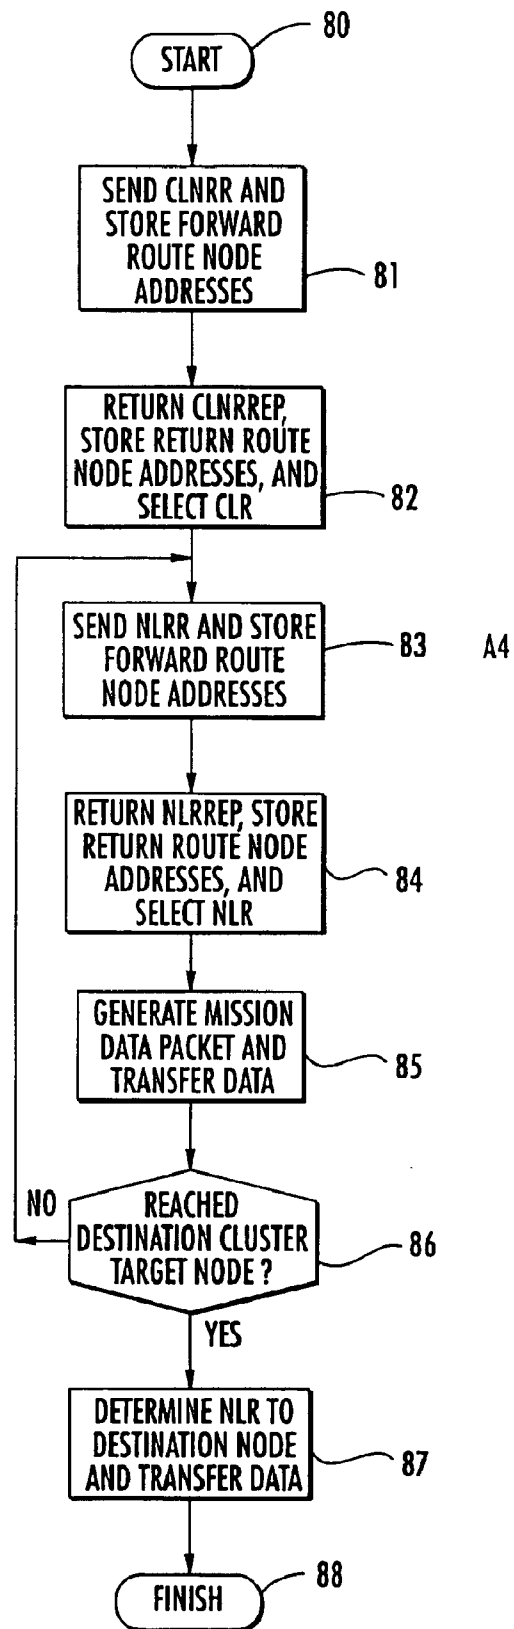 80
START
SEND CLNRR AND
STORE FORWARD
ROUTE NODE
ADDRESSES
81
RETURN CLNRREP,
STORE RETURN ROUTE
NODE ADDRESSES, AND
SELECT CLR
82
SEND NLRR AND STORE
FORWARD ROUTE
NODE ADDRESSES
83
A4
RETURN NLRREP, STORE
RETURN ROUTE NODE
ADDRESSES, AND
SELECT NLR
84
GENERATE MISSION
DATA PACKET AND
TRANSFER DATA
85
NO
REACHED
DESTINATION CLUSTER
TARGET NODE ?
86
YES
DETERMINE NLR TO
DESTINATION NODE
AND TRANSFER DATA
87
FINISH
88